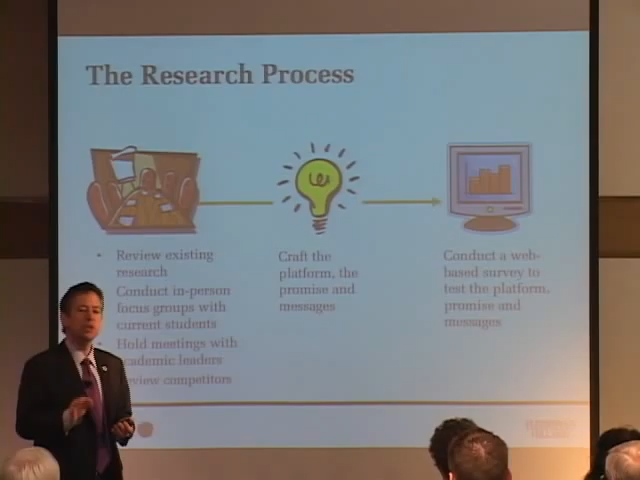 The Research Process
• Review existing
research
Conduct in-person
focus groups with
current students
• Hold meetings with
academic leaders
Review competitors
Craft the
platform, the
promise and
messages
Conduct a web-
based survey to
test the platform,
promise and
messages